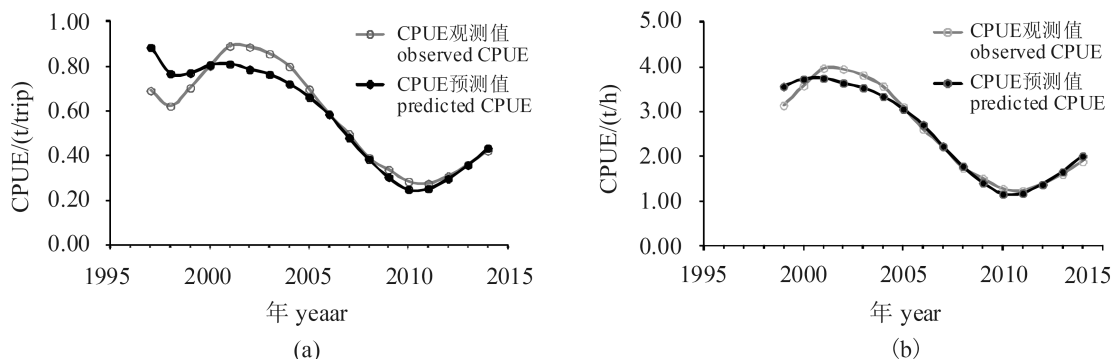 1.00
0.80
0.60
0.40
0.20
0.00
CPUE/(t/trip)
CPUE观测值
observed CPUE
CPUE预测值
predicted CPUE
1995
2000
2005
2010
2015
年 yeaar
(a)
5.00
4.00
3.00
2.00
1.00
0.00
CPUE/(t/h)
CPUE观测值
observed CPUE
CPUE预测值
predicted CPUE
1995
2000
2005
2010
2015
年 year
(b)